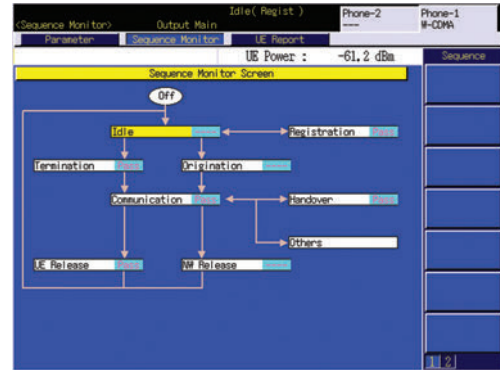 Idle( Regist )
Phone-2
Phone-1
<Sequence Monitor>
Output Main
----
W-CDMA
Parameter
Sequence Monitor
UE Report
UE Power : -61.2 dBm
Sequence
Sequence Monitor Screen
Off
Idle ----
Registration Pass
Termination Pass
Origination ----
Communication Pass
Handover Pass
Others
UE Release Pass
NW Release ----
1 2